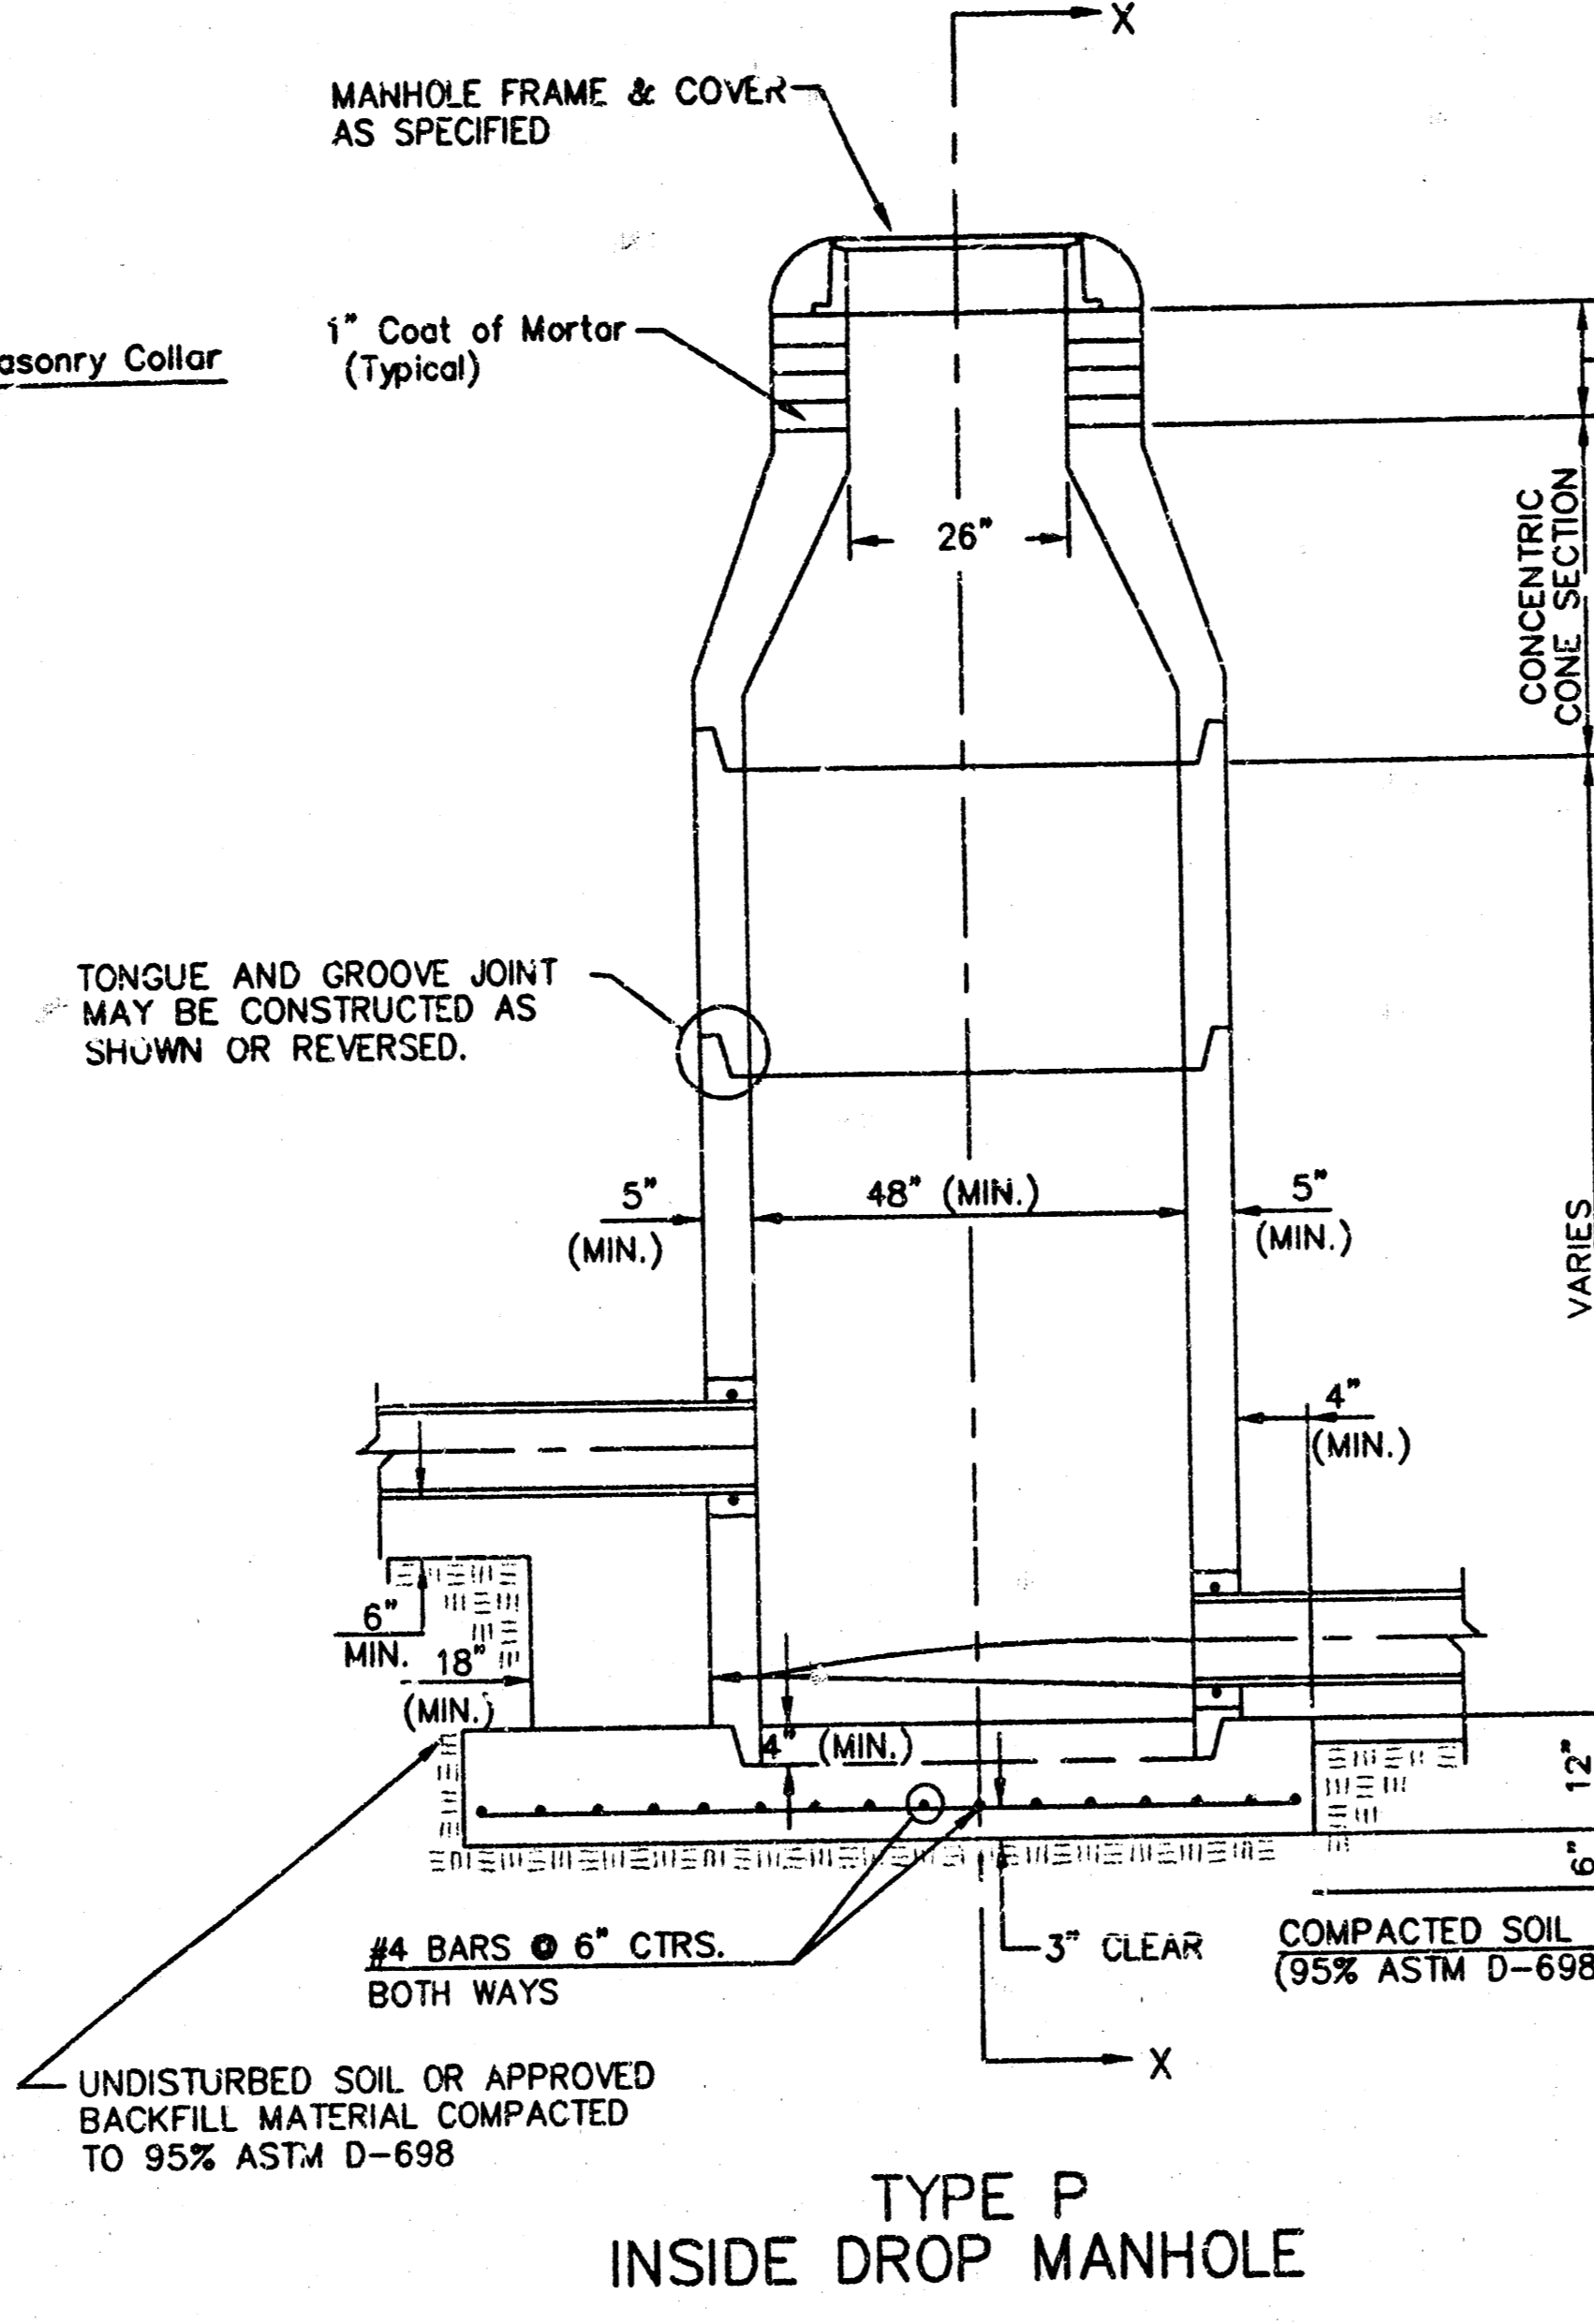 X
MANHOLE FRAME & COVER
AS SPECIFIED
1" Coat of Mortar
(Typical)
asonry Collar
26"
CONCENTRIC
CONE SECTION
TONGUE AND GROOVE JOINT
MAY BE CONSTRUCTED AS
SHOWN OR REVERSED.
5"
(MIN.)
48" (MIN.)
5"
(MIN.)
VARIES
4"
(MIN.)
6"
MIN.
18"
(MIN.)
4" (MIN.)
12"
6"
#4 BARS @ 6" CTRS.
BOTH WAYS
3" CLEAR
COMPACTED SOIL
(95% ASTM D-698
X
UNDISTURBED SOIL OR APPROVED
BACKFILL MATERIAL COMPACTED
TO 95% ASTM D-698
TYPE P
INSIDE DROP MANHOLE